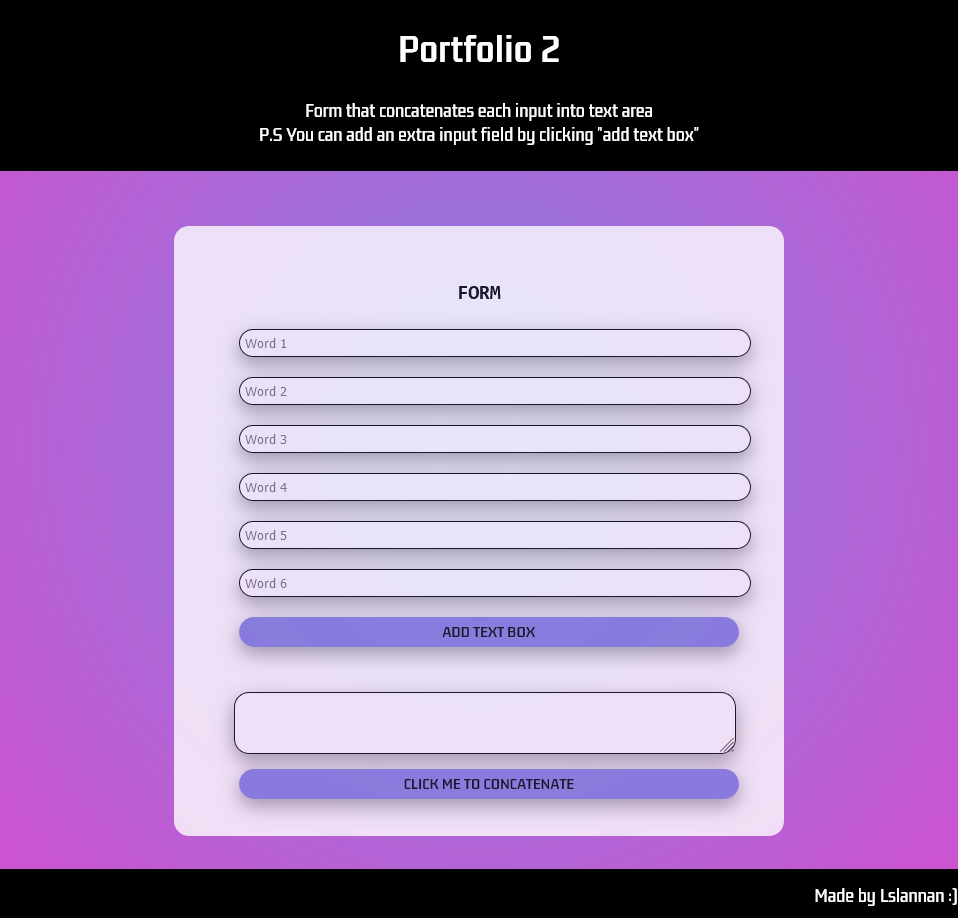 Portfolio 2
Form that concatenates each input into text area
P.S You can add an extra input field by clicking "add text box"
FORM
Word 1
Word 2
Word 3
Word 4
Word 5
Word 6
ADD TEXT BOX
CLICK ME TO CONCATENATE
Made by Lslannan :]